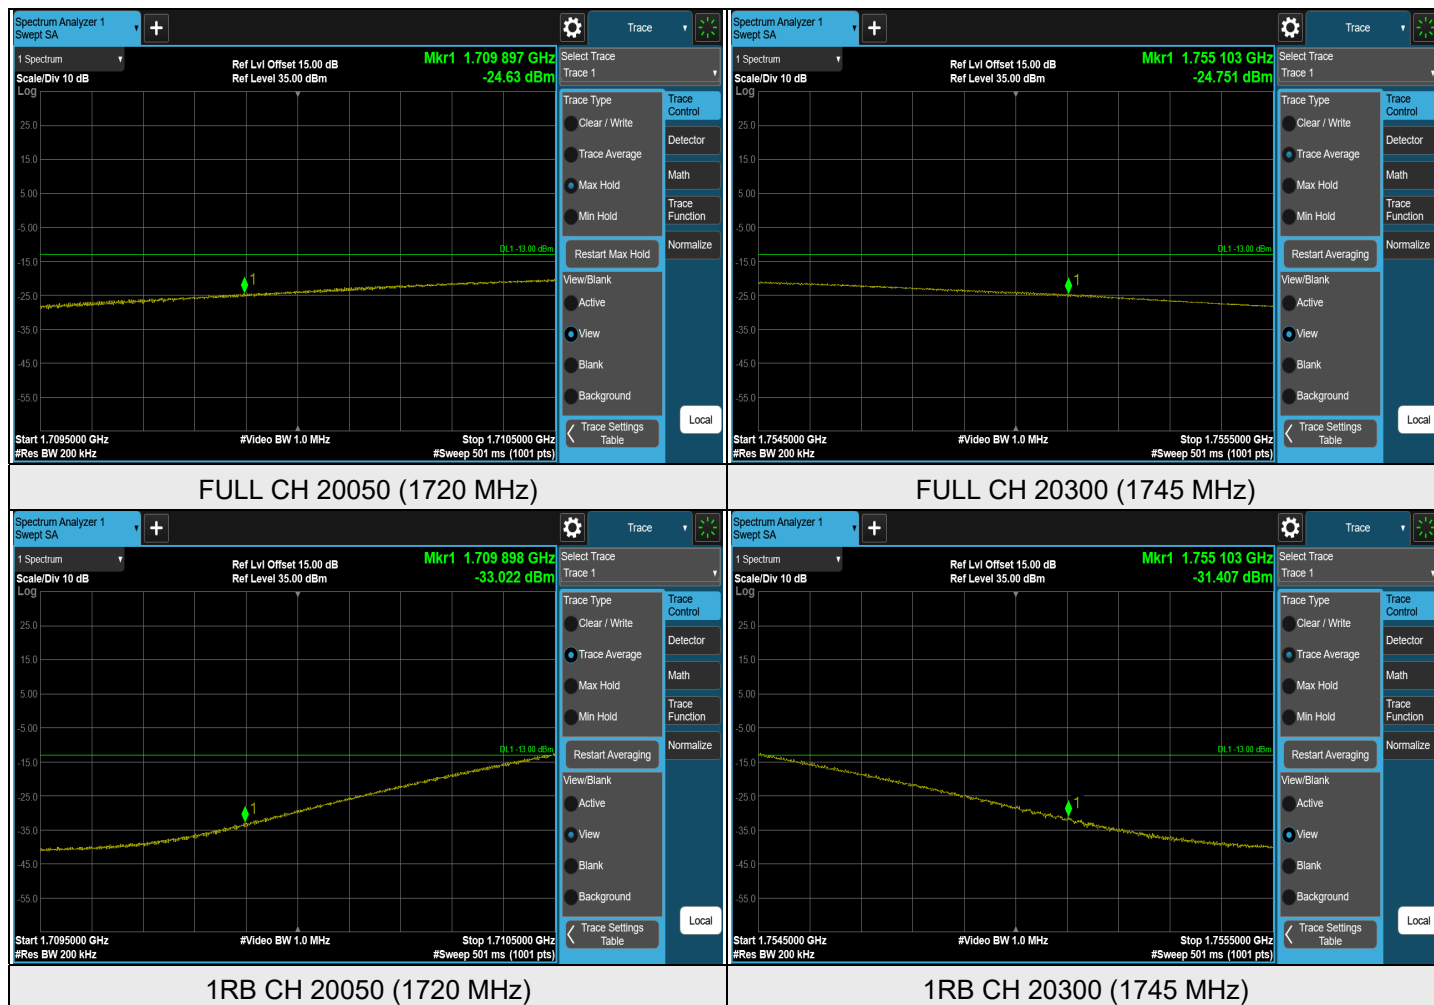 Spectrum Analyzer 1
Swept SA
+
Trace
1 Spectrum
Scale/Div 10 dB
Log
Ref Lvl Offset 15.00 dB
Ref Level 35.00 dBm
Mkr1 1.709 897 GHz
-24.63 dBm
25.0
15.0
5.00
-5.00
-15.0
-25.0
-35.0
-45.0
-55.0
DL1 -13.00 dBm
1
Start 1.7095000 GHz
#Res BW 200 kHz
#Video BW 1.0 MHz
Stop 1.7105000 GHz
#Sweep 501 ms (1001 pts)
Select Trace
Trace 1
Trace Type
Clear / Write
Trace Average
Max Hold
Min Hold
Restart Max Hold
View/Blank
Active
View
Blank
Background
Trace Settings
Table
Trace
Control
Detector
Math
Trace
Function
Normalize
Local
Spectrum Analyzer 1
Swept SA
+
Trace
1 Spectrum
Scale/Div 10 dB
Log
Ref Lvl Offset 15.00 dB
Ref Level 35.00 dBm
Mkr1 1.755 103 GHz
-24.751 dBm
25.0
15.0
5.00
-5.00
-15.0
-25.0
-35.0
-45.0
-55.0
DL1 -13.00 dBm
1
Start 1.7545000 GHz
#Res BW 200 kHz
#Video BW 1.0 MHz
Stop 1.7555000 GHz
#Sweep 501 ms (1001 pts)
Select Trace
Trace 1
Trace Type
Clear / Write
Trace Average
Max Hold
Min Hold
Restart Averaging
View/Blank
Active
View
Blank
Background
Trace Settings
Table
Trace
Control
Detector
Math
Trace
Function
Normalize
Local
FULL CH 20050 (1720 MHz)
FULL CH 20300 (1745 MHz)
Spectrum Analyzer 1
Swept SA
+
Trace
1 Spectrum
Scale/Div 10 dB
Log
Ref Lvl Offset 15.00 dB
Ref Level 35.00 dBm
Mkr1 1.709 898 GHz
-33.022 dBm
25.0
15.0
5.00
-5.00
-15.0
-25.0
-35.0
-45.0
-55.0
DL1 -13.00 dBm
1
Start 1.7095000 GHz
#Res BW 200 kHz
#Video BW 1.0 MHz
Stop 1.7105000 GHz
#Sweep 501 ms (1001 pts)
Select Trace
Trace 1
Trace Type
Clear / Write
Trace Average
Max Hold
Min Hold
Restart Averaging
View/Blank
Active
View
Blank
Background
Trace Settings
Table
Trace
Control
Detector
Math
Trace
Function
Normalize
Local
Spectrum Analyzer 1
Swept SA
+
Trace
1 Spectrum
Scale/Div 10 dB
Log
Ref Lvl Offset 15.00 dB
Ref Level 35.00 dBm
Mkr1 1.755 103 GHz
-31.407 dBm
25.0
15.0
5.00
-5.00
-15.0
-25.0
-35.0
-45.0
-55.0
DL1 -13.00 dBm
1
Start 1.7545000 GHz
#Res BW 200 kHz
#Video BW 1.0 MHz
Stop 1.7555000 GHz
#Sweep 501 ms (1001 pts)
Select Trace
Trace 1
Trace Type
Clear / Write
Trace Average
Max Hold
Min Hold
Restart Averaging
View/Blank
Active
View
Blank
Background
Trace Settings
Table
Trace
Control
Detector
Math
Trace
Function
Normalize
Local
1RB CH 20050 (1720 MHz)
1RB CH 20300 (1745 MHz)